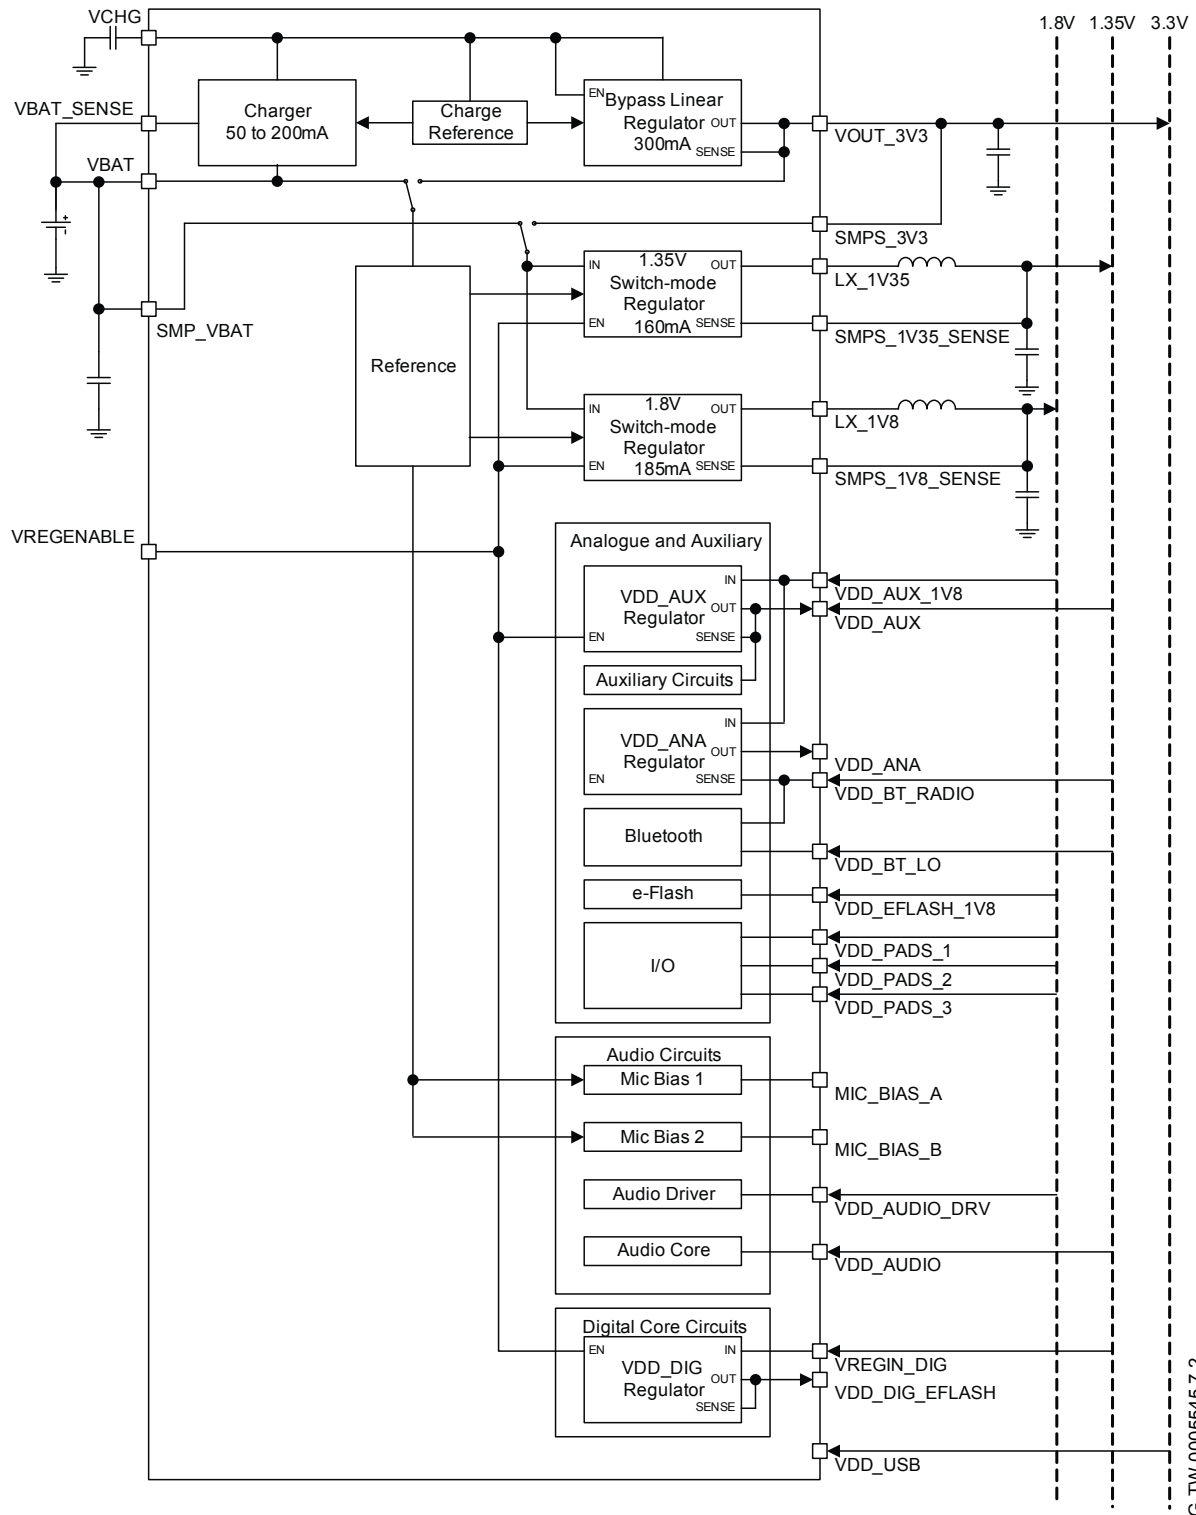 VCHG
1.8V 1.35V 3.3V
VBAT_SENSE
Charger
50 to 200mA
Charge
Reference
EN
Bypass Linear
Regulator
300mA
OUT
SENSE
VOUT_3V3
VBAT
SMPS_3V3
SMP_VBAT
Reference
IN
1.35V
OUT
Switch-mode
Regulator
EN
160mA
SENSE
LX_1V35
SMPS_1V35_SENSE
IN
1.8V
OUT
Switch-mode
Regulator
EN
185mA
SENSE
LX_1V8
SMPS_1V8_SENSE
VREGENABLE
Analogue and Auxiliary
IN
VDD_AUX
Regulator
OUT
EN
SENSE
VDD_AUX_1V8
VDD_AUX
Auxiliary Circuits
IN
VDD_ANA
Regulator
OUT
EN
SENSE
VDD_ANA
VDD_BT_RADIO
Bluetooth
VDD_BT_LO
e-Flash
VDD_EFLASH_1V8
I/O
VDD_PADS_1
VDD_PADS_2
VDD_PADS_3
Audio Circuits
Mic Bias 1
MIC_BIAS_A
Mic Bias 2
MIC_BIAS_B
Audio Driver
VDD_AUDIO_DRV
Audio Core
VDD_AUDIO
Digital Core Circuits
EN
IN
VDD_DIG
Regulator
OUT
SENSE
VREGIN_DIG
VDD_DIG_EFLASH
VDD_USB
G-TW-0005545.7.2